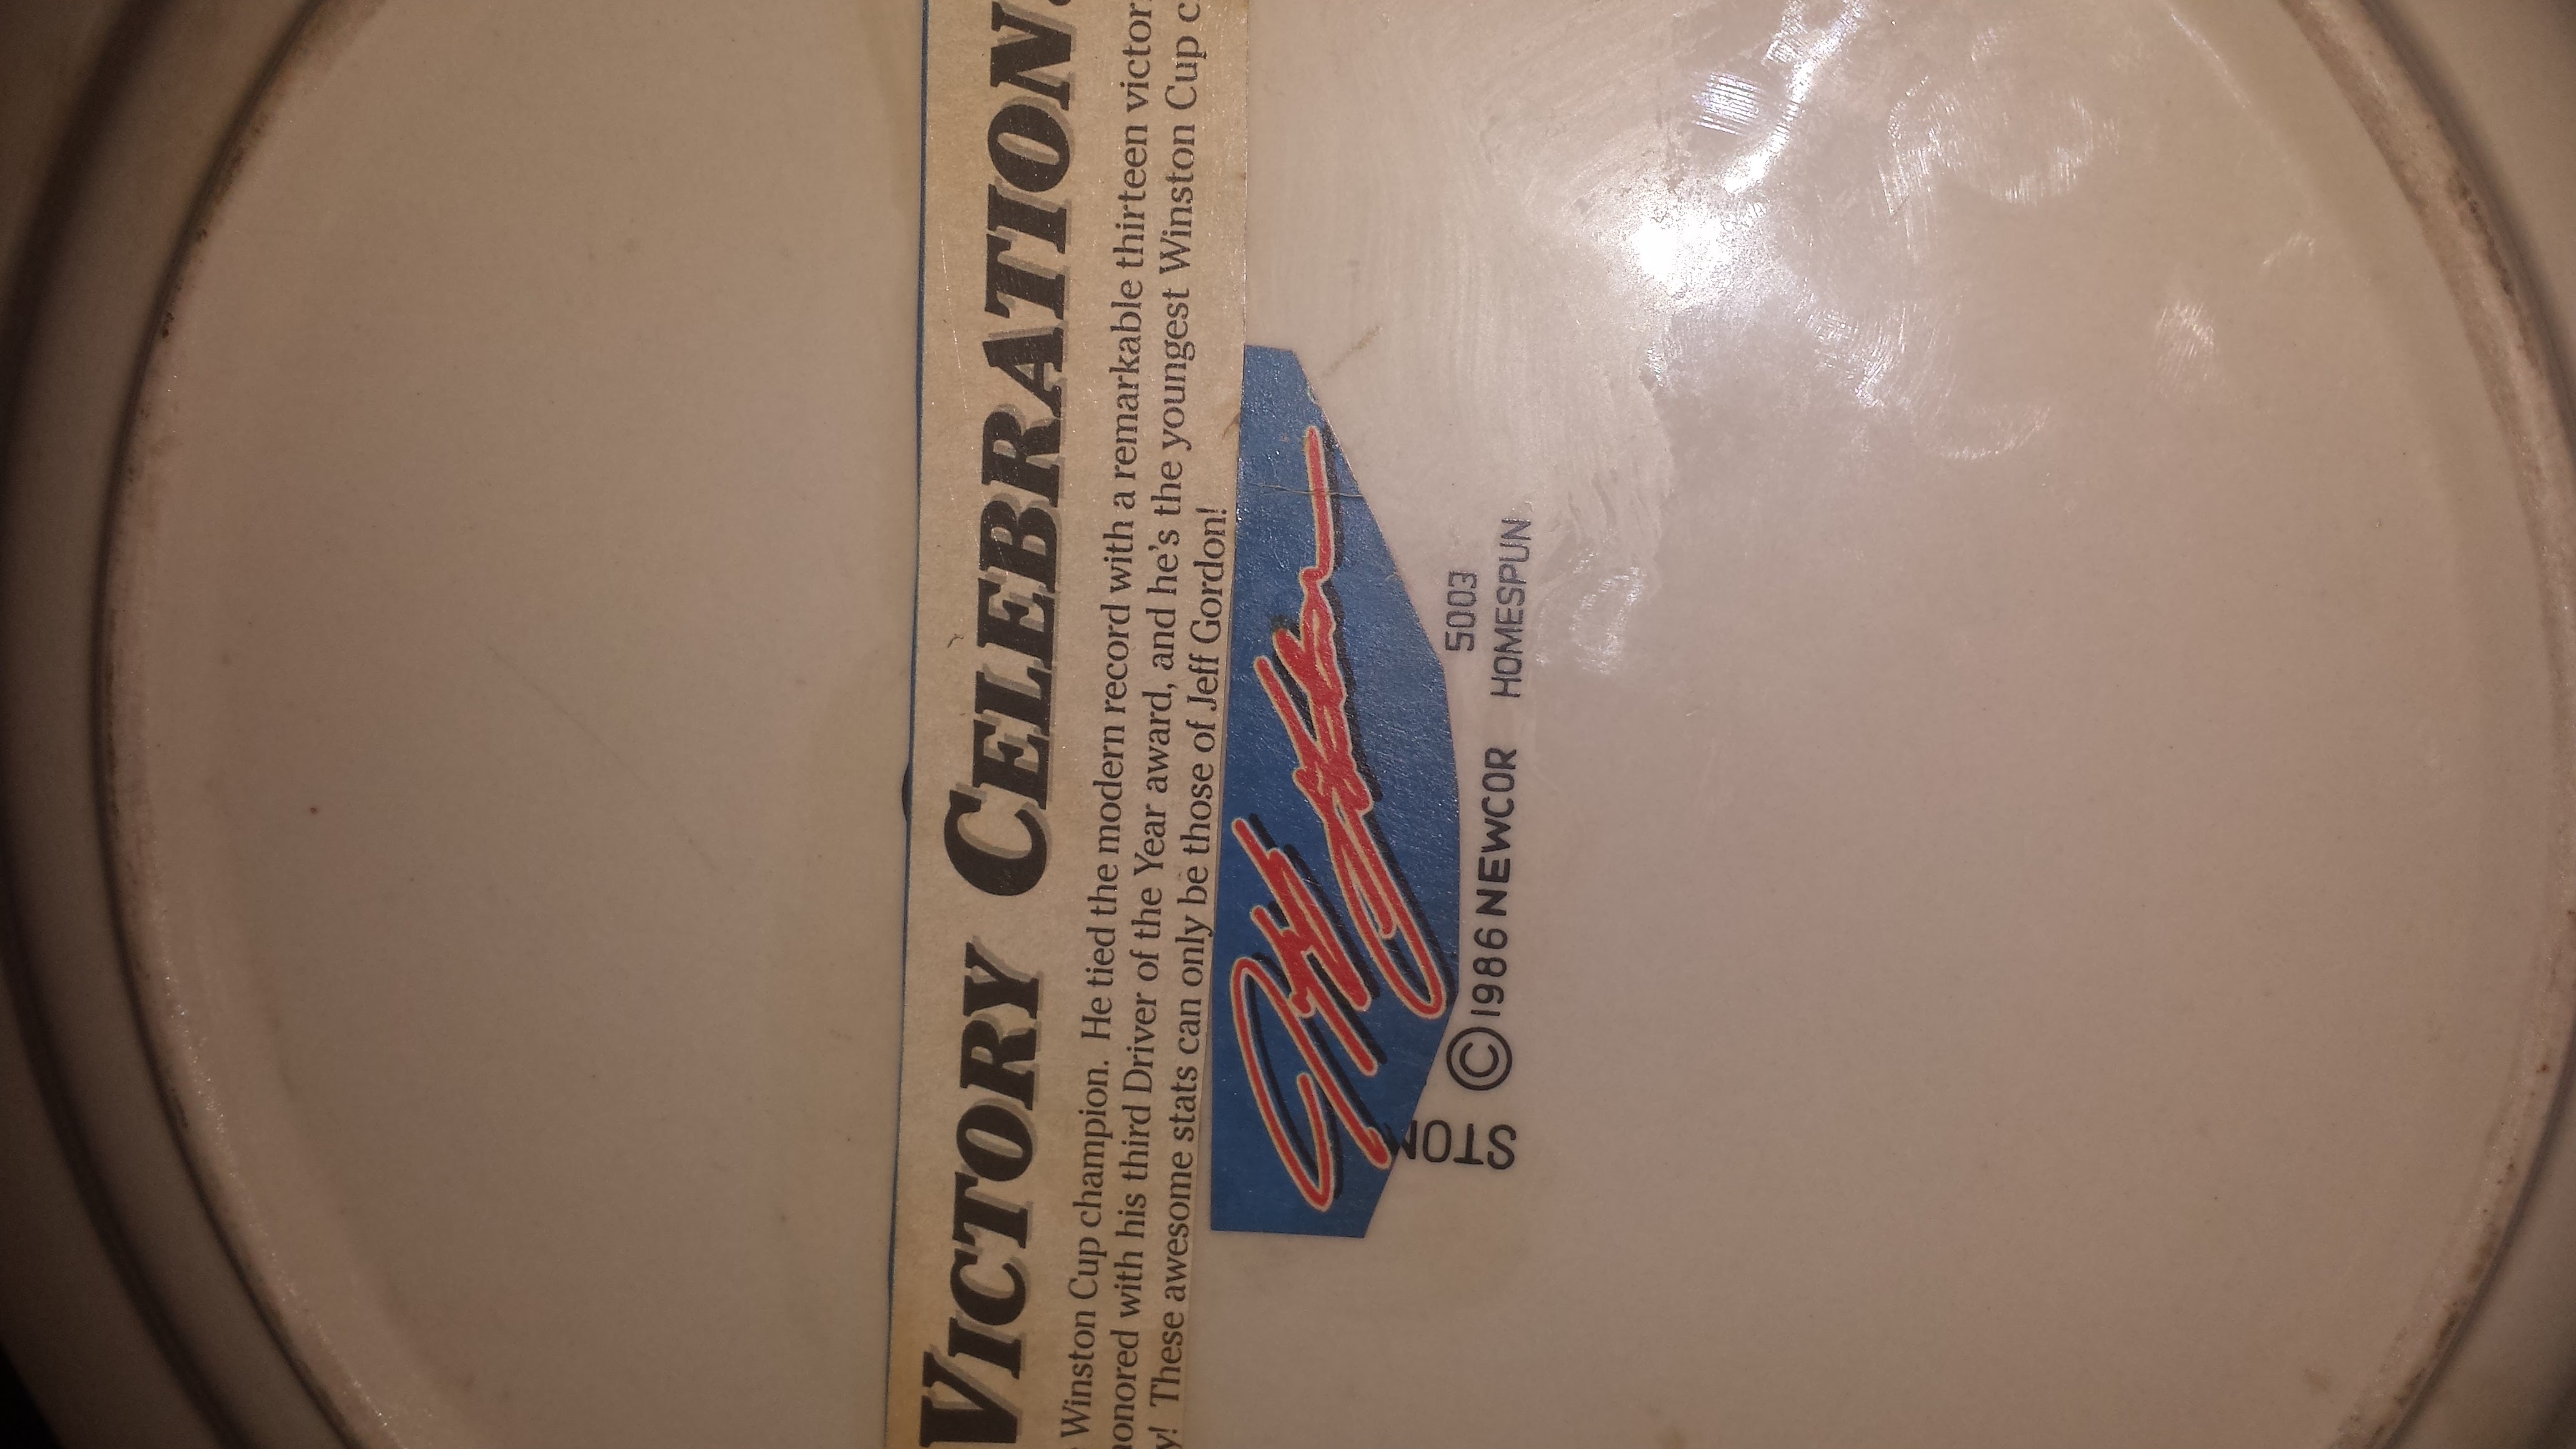 VICTORY CELEBRATION
Winston Cup champion. He tied the modern record with a remarkable thirteen
honored with his third Driver of the Year award, and he's the youngest Winston Cup
These awesome stats can only be those of Jeff Gordon!
Jeff Gordon
5003
© 1986 NEWCOR HOMESPUN